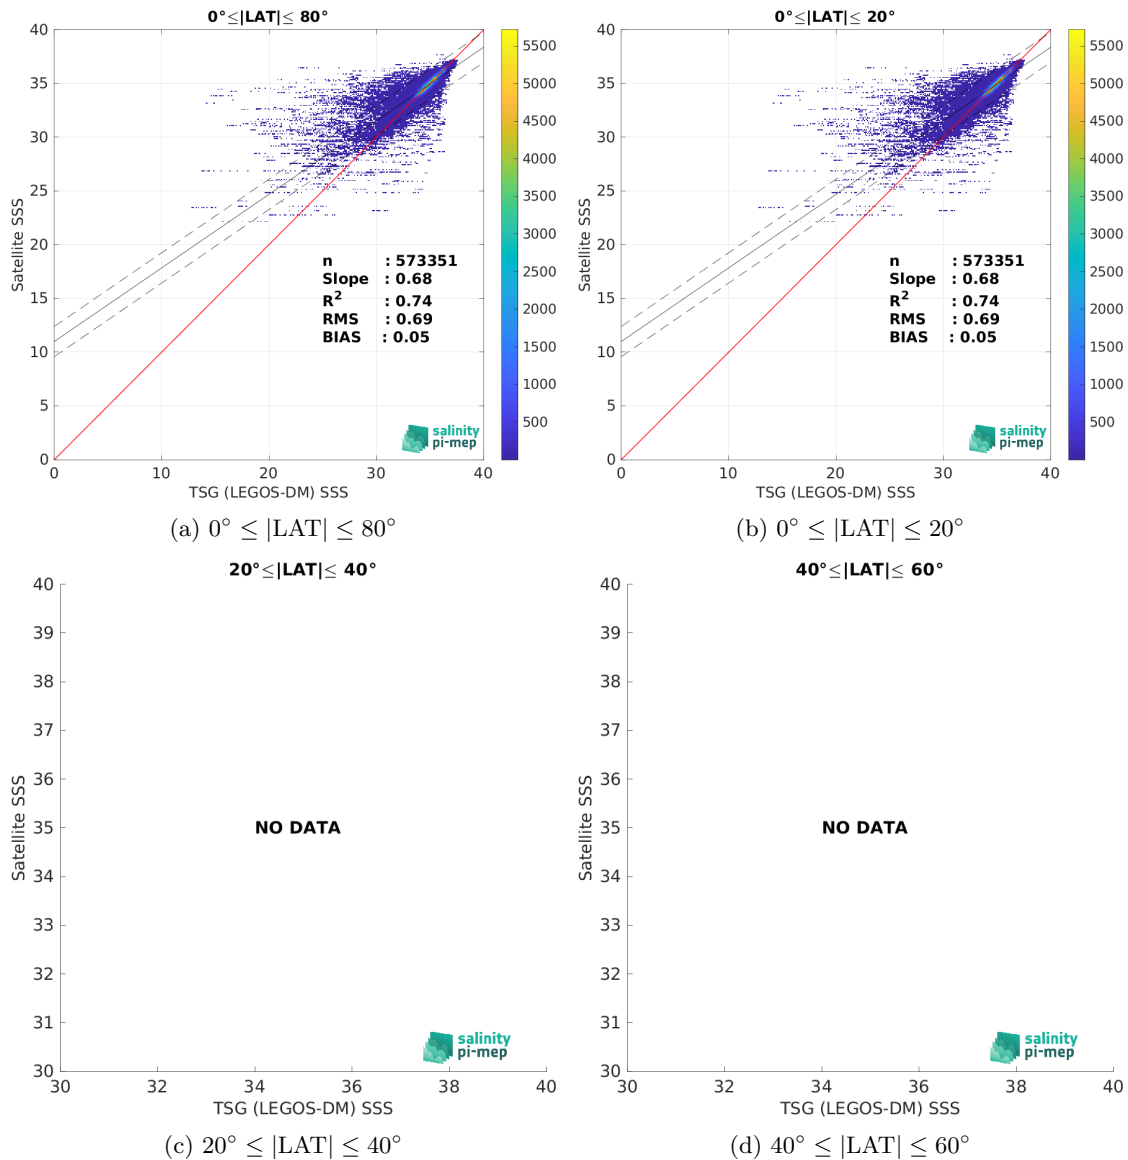 0°≤|LAT|≤ 80°
40
35
30
25
20
15
10
5
0
Satellite SSS
n : 573351
Slope : 0.68
R² : 0.74
RMS : 0.69
BIAS : 0.05
salinity
pi-mep
0 10 20 30 40
TSG (LEGOS-DM) SSS
5500
5000
4500
4000
3500
3000
2500
2000
1500
1000
500
(a) 0° ≤ |LAT| ≤ 80°
0°≤|LAT|≤ 20°
40
35
30
25
20
15
10
5
0
Satellite SSS
n : 573351
Slope : 0.68
R² : 0.74
RMS : 0.69
BIAS : 0.05
salinity
pi-mep
0 10 20 30 40
TSG (LEGOS-DM) SSS
5500
5000
4500
4000
3500
3000
2500
2000
1500
1000
500
(b) 0° ≤ |LAT| ≤ 20°
20°≤|LAT|≤ 40°
40
39
38
37
36
35
34
33
32
31
30
Satellite SSS
NO DATA
salinity
pi-mep
30 32 34 36 38 40
TSG (LEGOS-DM) SSS
(c) 20° ≤ |LAT| ≤ 40°
40°≤|LAT|≤ 60°
40
39
38
37
36
35
34
33
32
31
30
Satellite SSS
NO DATA
salinity
pi-mep
30 32 34 36 38 40
TSG (LEGOS-DM) SSS
(d) 40° ≤ |LAT| ≤ 60°